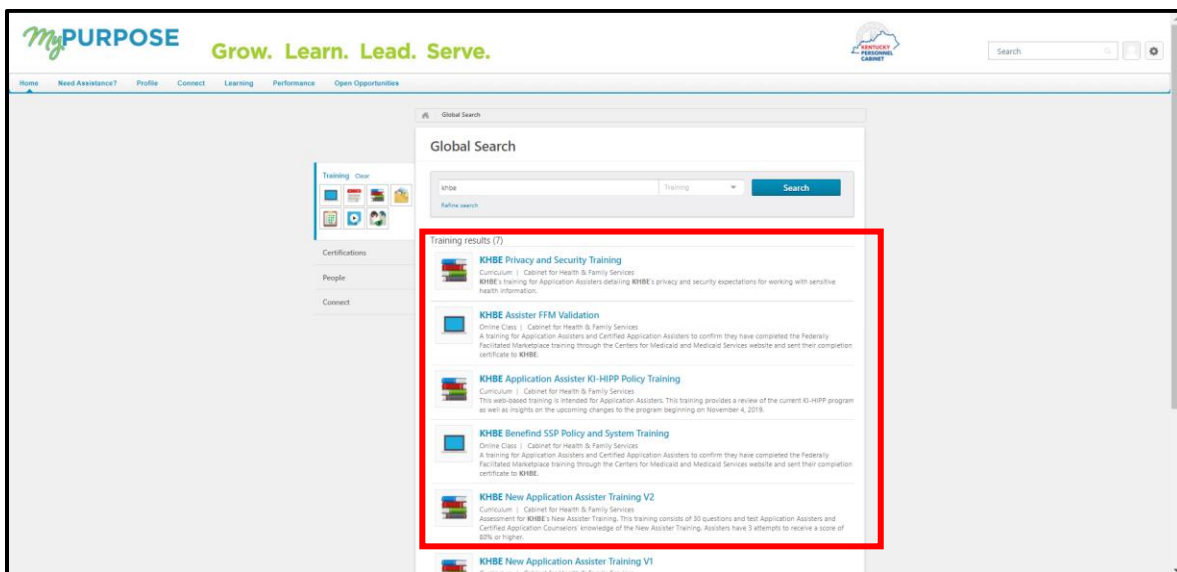 MyPURPOSE
Grow. Learn. Lead. Serve.
KENTUCKY
PERSONNEL
CABINET
Search
Home Need Assistance? Profile Connect Learning Performance Open Opportunities
Global Search
Global Search
Training Clear
khbe Training Search
Refine search
Certifications
People
Connect
Training results (7)
KHBE Privacy and Security Training
Curriculum | Cabinet for Health & Family Services
KHBE's training for Application Assisters detailing KHBE's privacy and security expectations for working with sensitive
health information.
KHBE Assister FFM Validation
Online Class | Cabinet for Health & Family Services
A training for Application Assisters and Certified Application Assisters to confirm they have completed the Federally
Facilitated Marketplace training through the Centers for Medicaid and Medicaid Services website and sent their completion
certificate to KHBE.
KHBE Application Assister KI-HIPP Policy Training
Curriculum | Cabinet for Health & Family Services
This web-based training is intended for Application Assisters. This training provides a review of the current KI-HIPP program
as well as insights on the upcoming changes to the program beginning on November 4, 2019.
KHBE Benefind SSP Policy and System Training
Online Class | Cabinet for Health & Family Services
A training for Application Assisters and Certified Application Assisters to confirm they have completed the Federally
Facilitated Marketplace training through the Centers for Medicaid and Medicaid Services website and sent their completion
certificate to KHBE.
KHBE New Application Assister Training V2
Curriculum | Cabinet for Health & Family Services
Assessment for KHBE's New Assister Training. This training consists of 30 questions and test Application Assisters and
Certified Application Counselors' knowledge of the New Assister Training. Assisters have 3 attempts to receive a score of
80% or higher.
KHBE New Application Assister Training V1